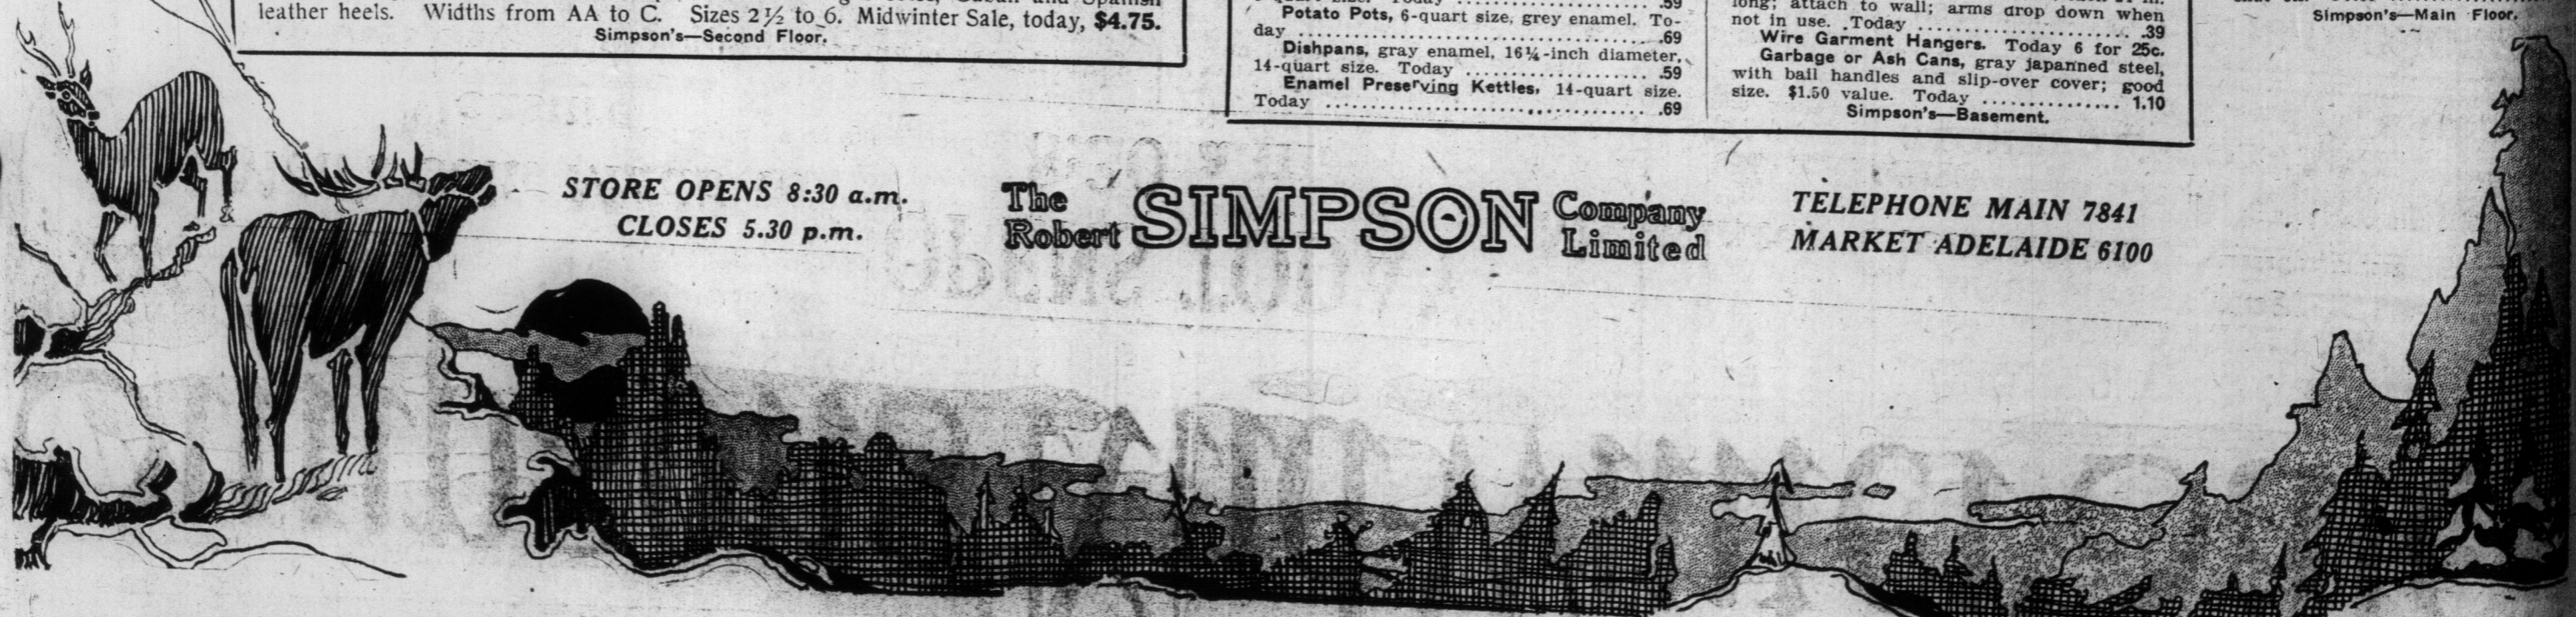 leather heels. Widths from AA to C. Sizes 2½ to 6. Midwinter Sale, today, $4.75.
Simpson's—Second Floor.
.59
Potato Pots, 6-quart size, grey enamel. To-
day .69
Dishpans, gray enamel, 16¼-inch diameter,
14-quart size. Today .59
Enamel Preserving Kettles, 14-quart size.
Today .69
long; attach to wall; arms drop down when
not in use. Today .39
Wire Garment Hangers. Today 6 for 25c.
Garbage or Ash Cans, gray japanned steel,
with bail handles and slip-over cover; good
size. $1.50 value. Today 1.10
Simpson's—Basement.
Simpson's—Main Floor.
STORE OPENS 8:30 a.m.
CLOSES 5.30 p.m.
The Robert SIMPSON Company Limited
TELEPHONE MAIN 7841
MARKET ADELAIDE 6100